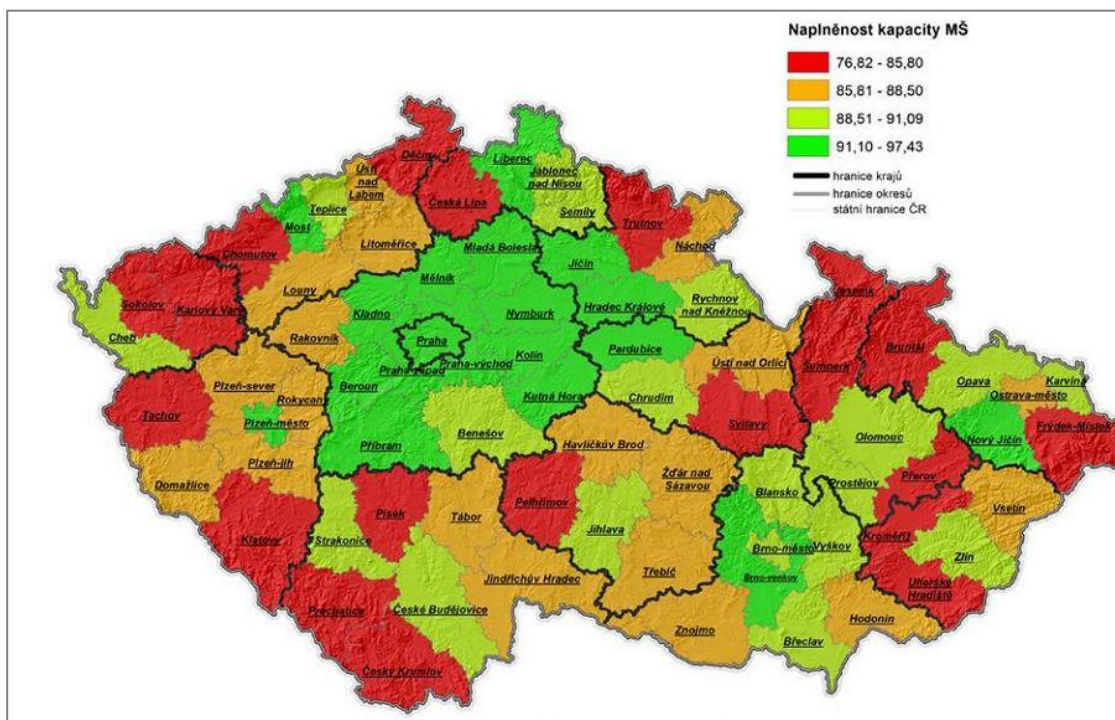 Naplněnost kapacity MŠ
76,82 - 85,80
85,81 - 88,50
88,51 - 91,09
91,10 - 97,43
hranice krajů
hranice okresů
státní hranice ČR
Děčín
Liberec
Ústí
nad
Labem
Jablonec
nad Nisou
Teplice
Česká Lípa
Semily
Trutnov
Most
Litoměřice
Mladá Boleslav
Náchod
Chomutov
Jičín
Mělník
Louny
Sokolov
Karlovy Vary
Hradec Králové
Rychnov
nad Kněžnou
Jeseník
Kladno
Nymburk
Cheb
Rakovník
Praha
Pardubice
Bruntál
Kolín
Praha-východ
Praha-západ
Ústí nad Orlicí
Šumperk
Opava
Karviná
Ostrava-město
Plzeň-sever
Beroun
Rokycany
Kutná Hora
Chrudim
Tachov
Plzeň-město
Svitavy
Frýdek-Místek
Benešov
Olomouc
Nový Jičín
Příbram
Havlíčkův Brod
Plzeň-jih
Žďár nad
Sázavou
Přerov
Domažlice
Prostějov
Blansko
Pelhřimov
Vsetín
Písek
Tábor
Jihlava
Kroměříž
Klatovy
Strakonice
Brno-město
Vyškov
Zlín
Třebíč
Brno-venkov
Jindřichův Hradec
Uherské
Hradiště
České Budějovice
Prachatice
Hodonín
Znojmo
Břeclav
Český Krumlov